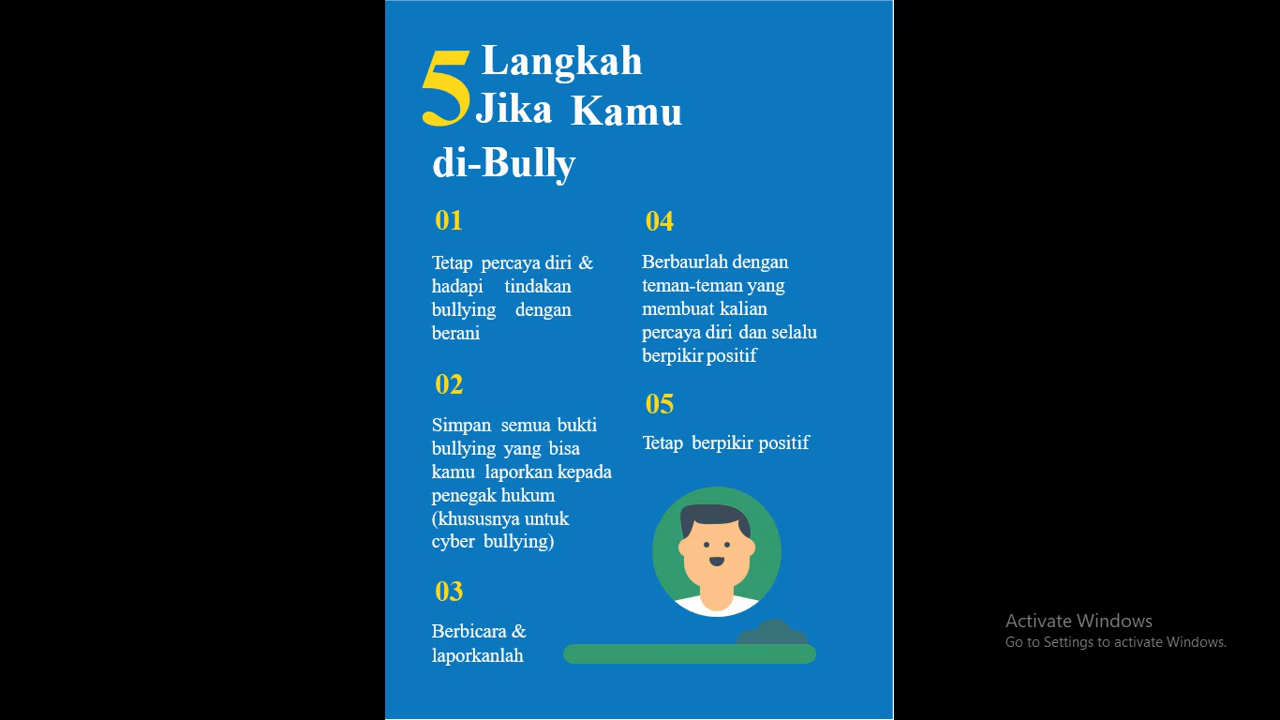 5 Langkah
Jika Kamu
di-Bully
01
Tetap percaya diri &
hadapi tindakan
bullying dengan
berani
02
Simpan semua bukti
bullying yang bisa
kamu laporkan kepada
penegak hukum
(khususnya untuk
cyber bullying)
03
Berbicara &
laporkanlah
04
Berbaurlah dengan
teman-teman yang
membuat kalian
percaya diri dan selalu
berpikir positif
05
Tetap berpikir positif
Activate Windows
Go to Settings to activate Windows.